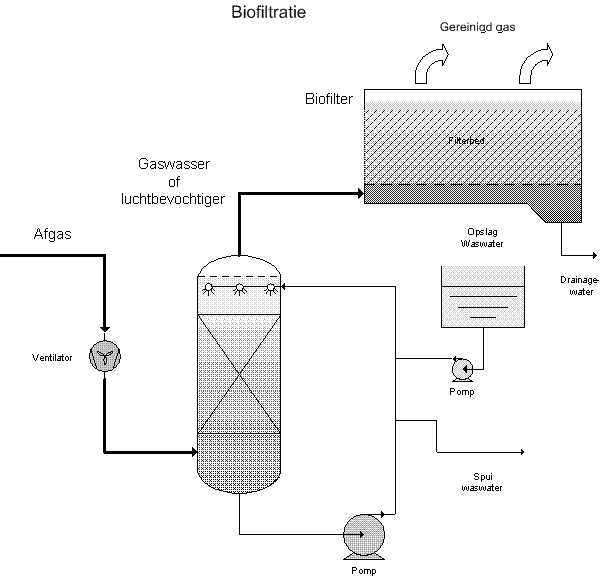 Biofiltratie
Gereinigd gas
Biofilter
Filterbed
Gaswasser
of
luchtbevochtiger
Afgas
Opslag
Waswater
Drainage-
water
Ventilator
Pomp
Spui
waswater
Pomp